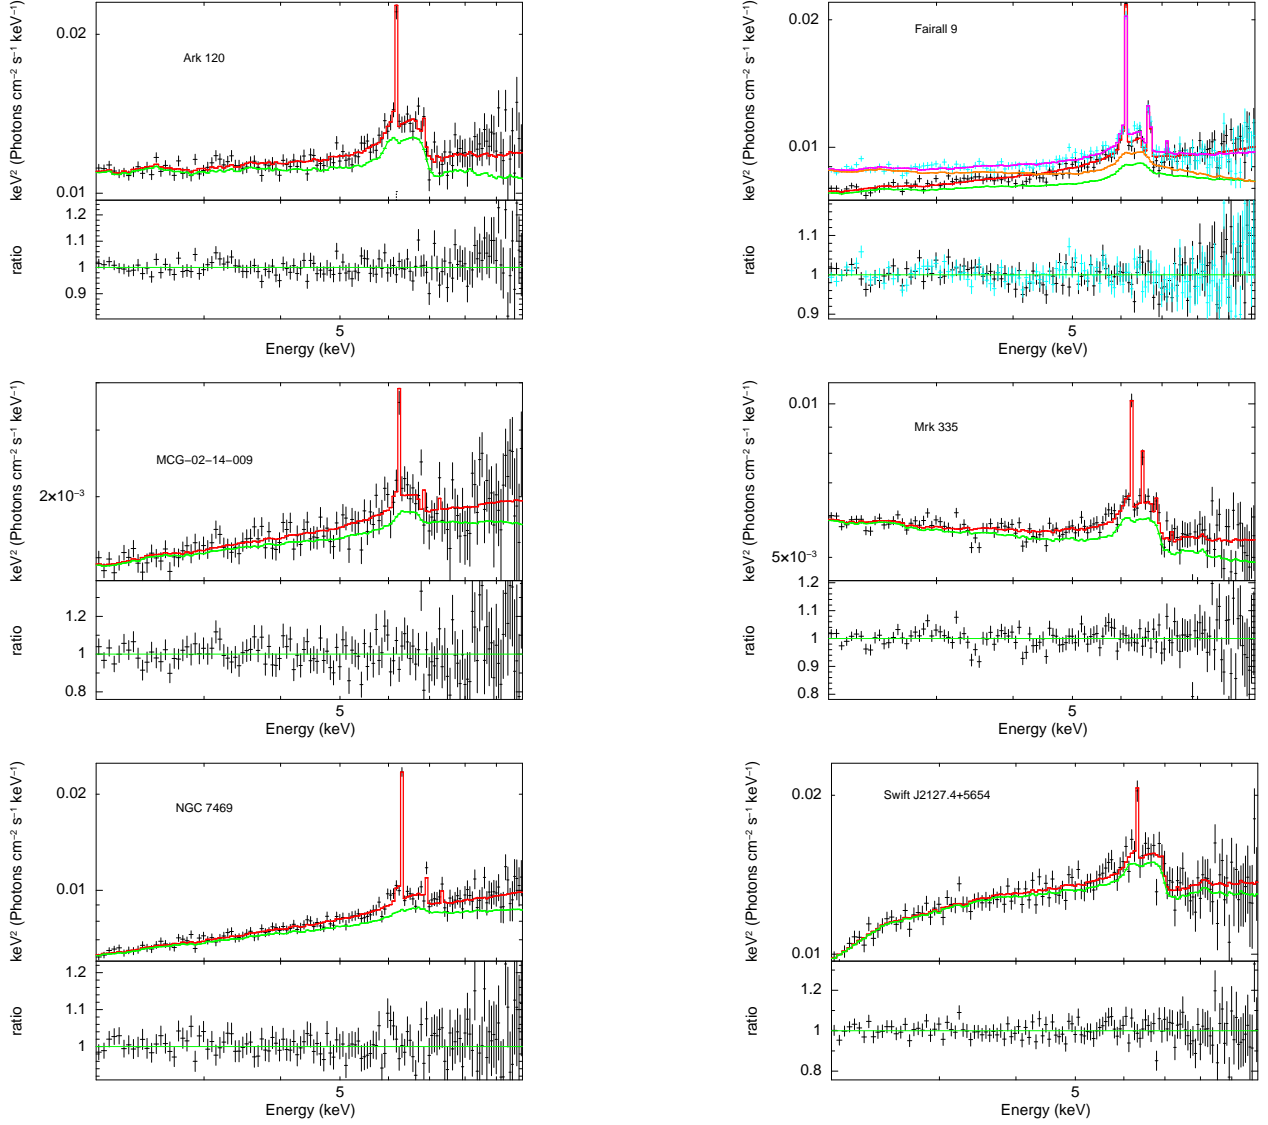 keV² (Photons cm⁻² s⁻¹ keV⁻¹)
0.02
0.01
Ark 120
ratio
1.2
1.1
1
0.9
5
Energy (keV)
keV² (Photons cm⁻² s⁻¹ keV⁻¹)
0.02
0.01
Fairall 9
ratio
1.1
1
0.9
5
Energy (keV)
keV² (Photons cm⁻² s⁻¹ keV⁻¹)
2×10⁻³
MCG−02−14−009
ratio
1.2
1
0.8
5
Energy (keV)
keV² (Photons cm⁻² s⁻¹ keV⁻¹)
0.01
5×10⁻³
Mrk 335
ratio
1.2
1.1
1
0.9
0.8
5
Energy (keV)
keV² (Photons cm⁻² s⁻¹ keV⁻¹)
0.02
0.01
NGC 7469
ratio
1.2
1.1
1
5
Energy (keV)
keV² (Photons cm⁻² s⁻¹ keV⁻¹)
0.02
0.01
Swift J2127.4+5654
ratio
1.2
1
0.8
5
Energy (keV)